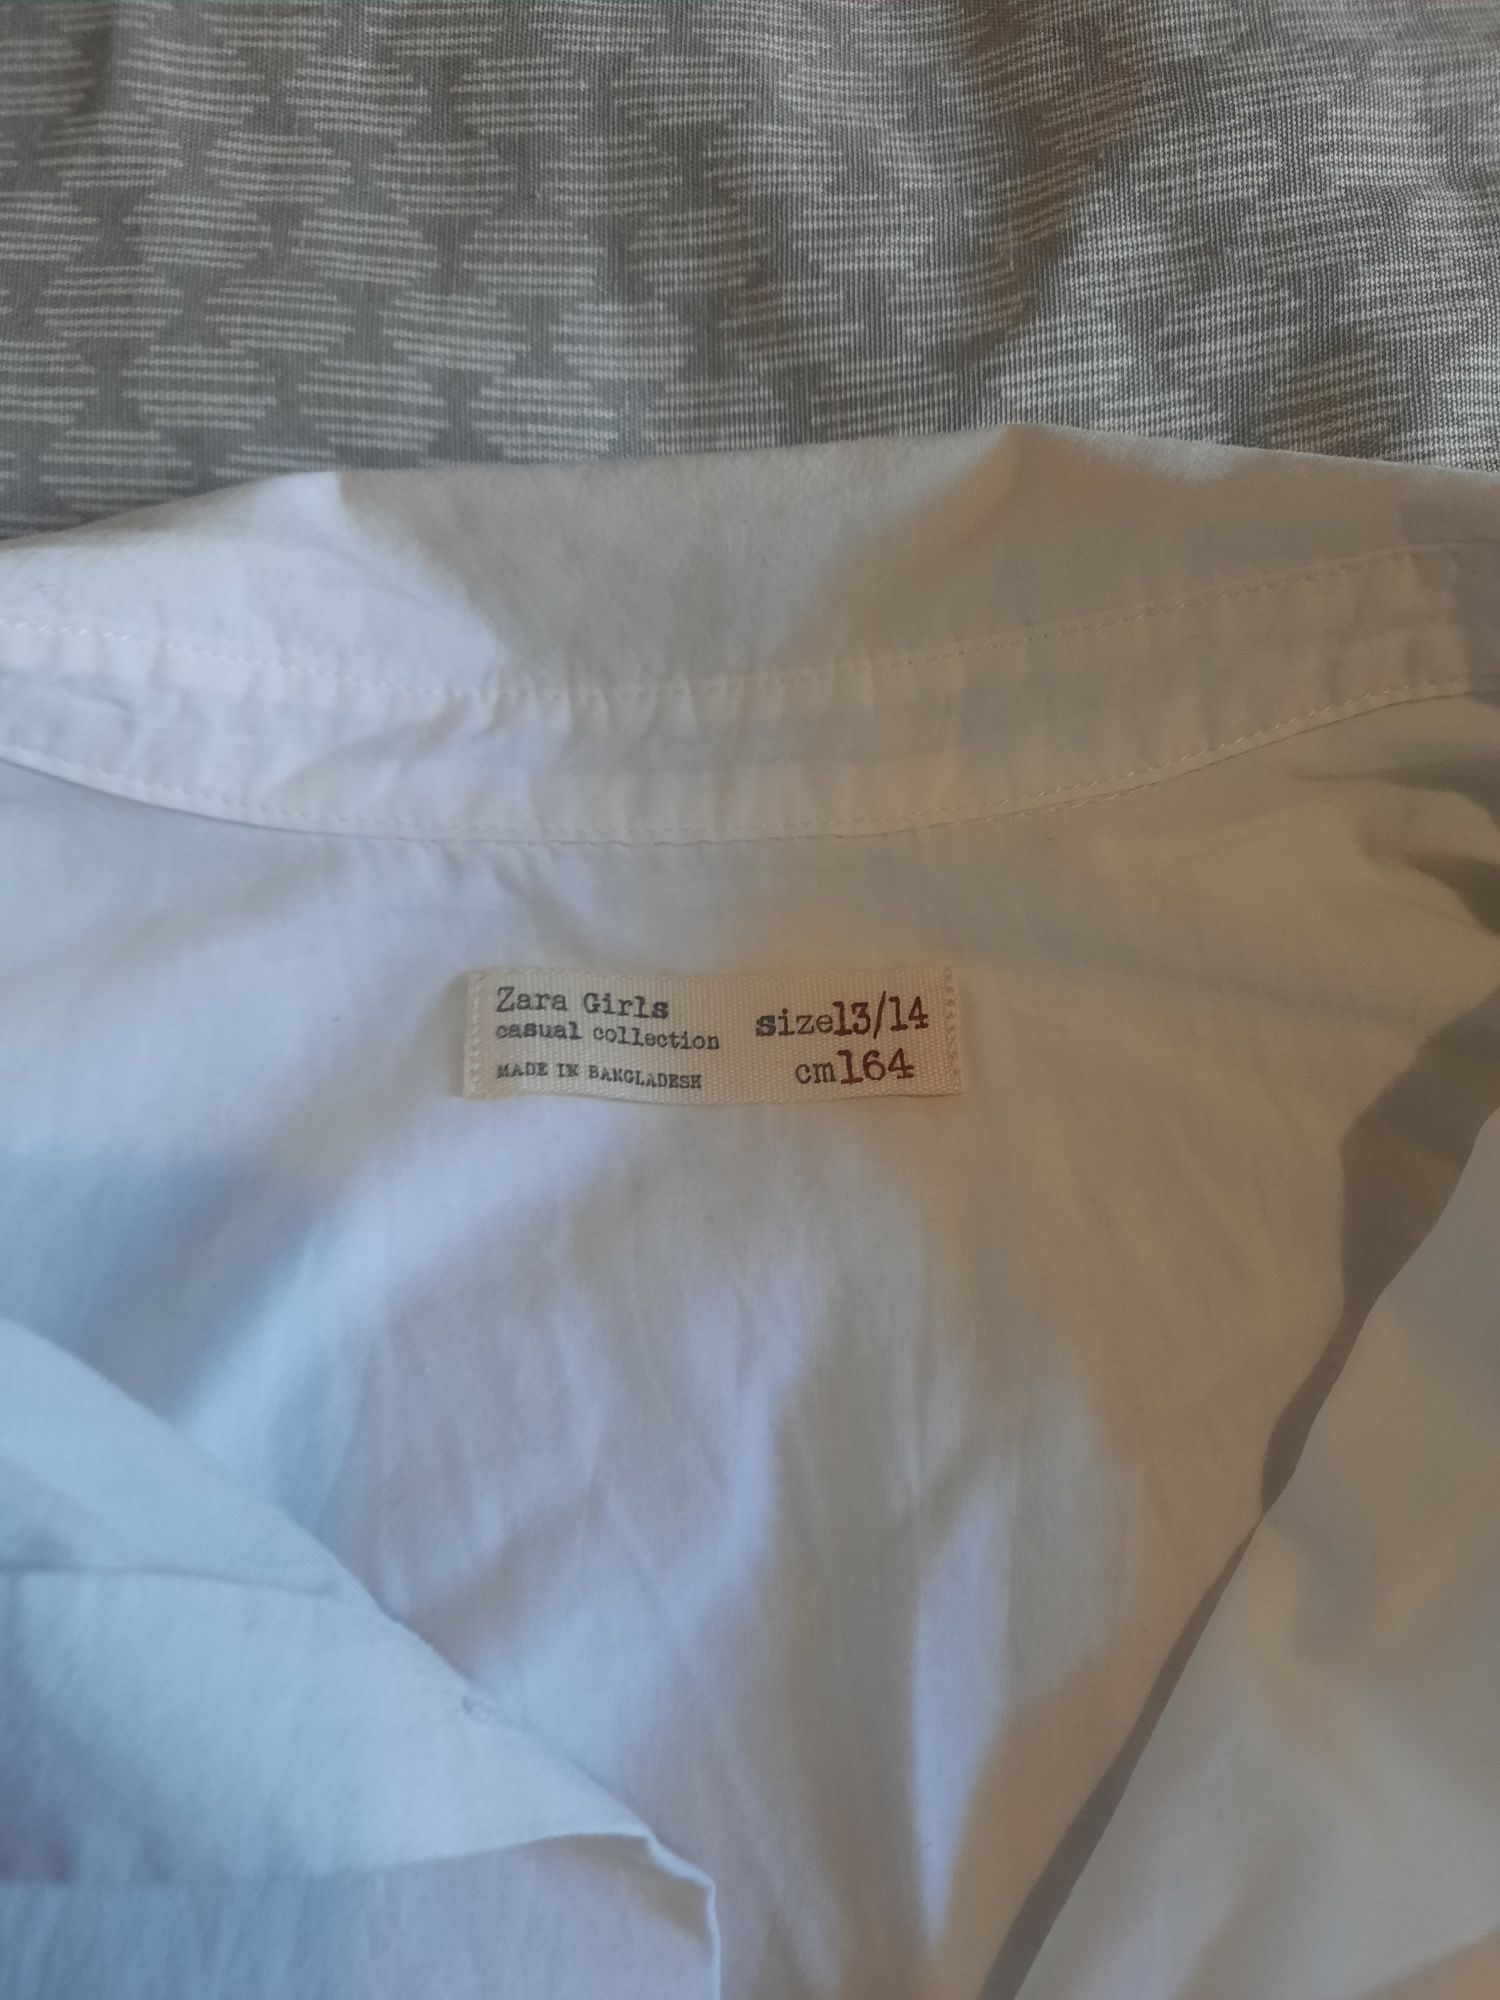 Zara Girls
casual collection
MADE IN BANGLADESH
size13/14
cm164